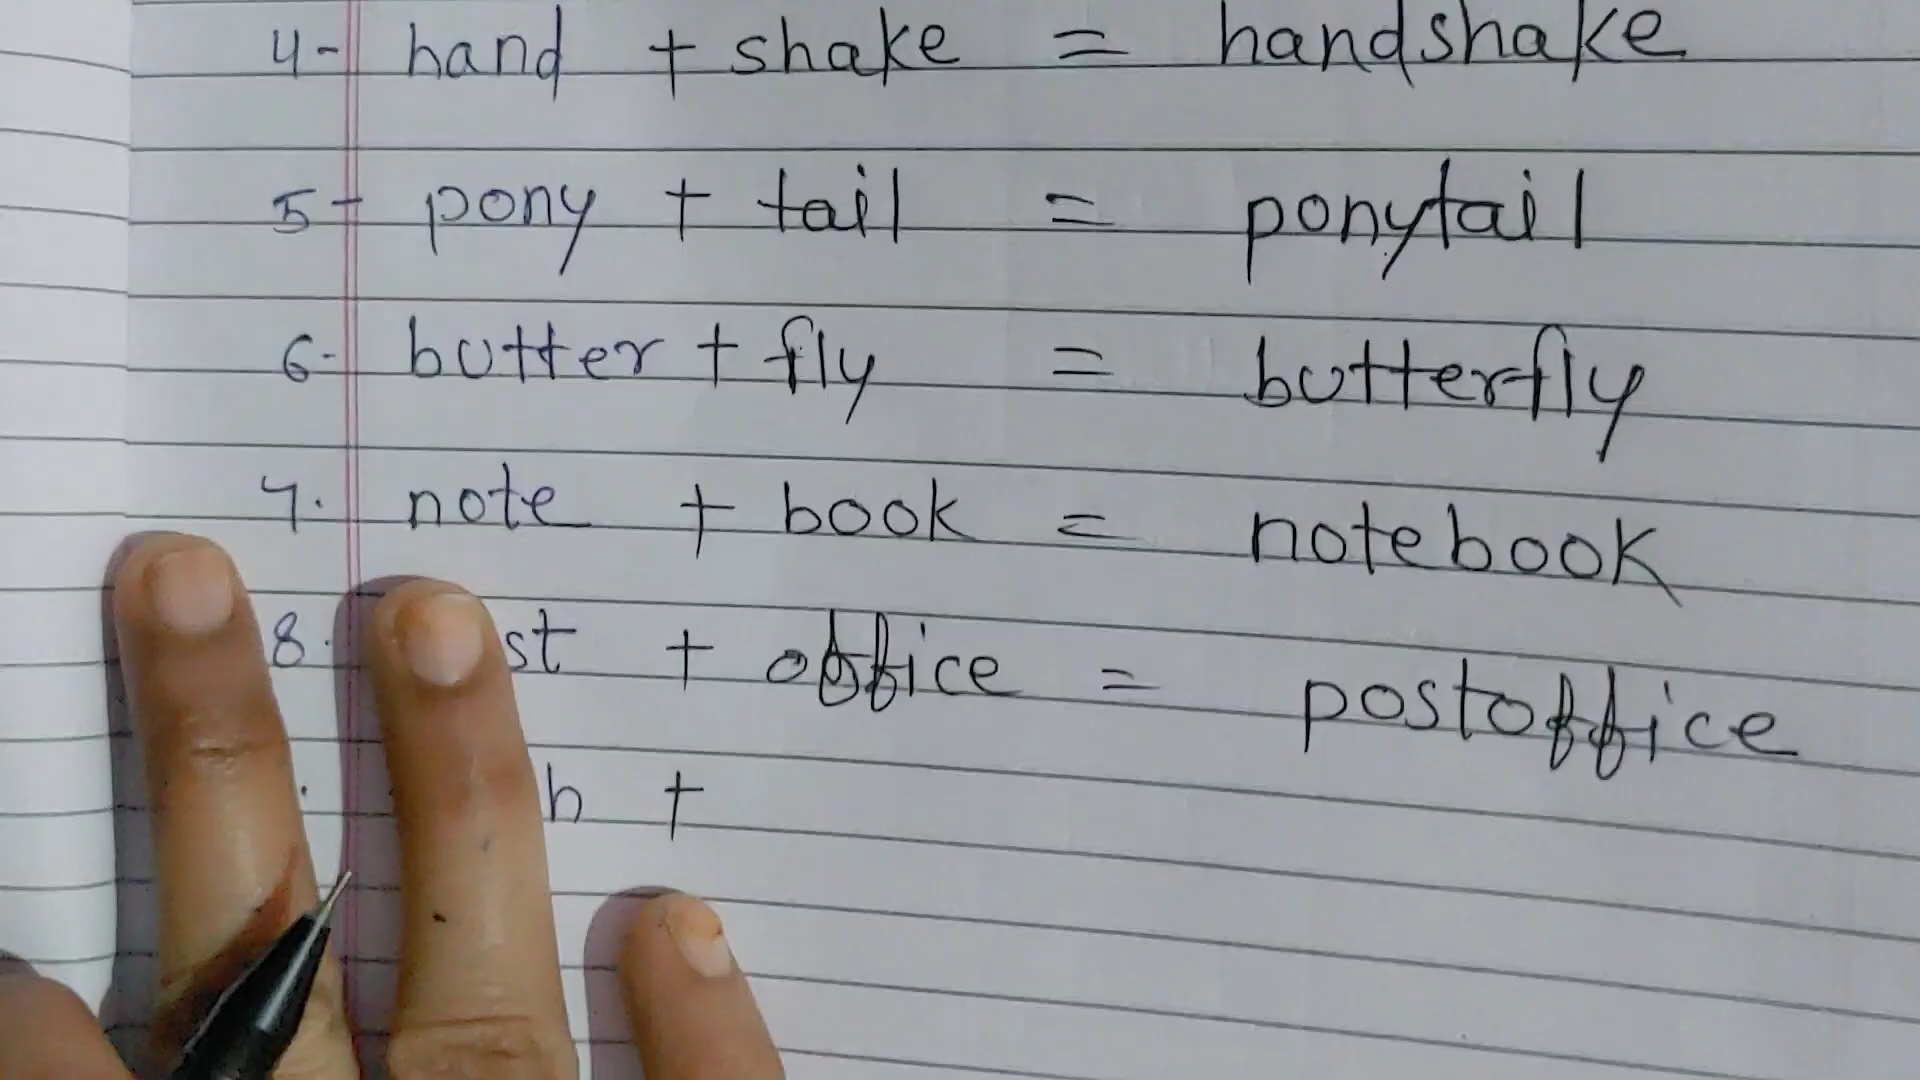 4- hand + shake = handshake
5- pony + tail = ponytail
6- butter + fly = butterfly
7. note + book = notebook
8. st + office = postoffice
. h +